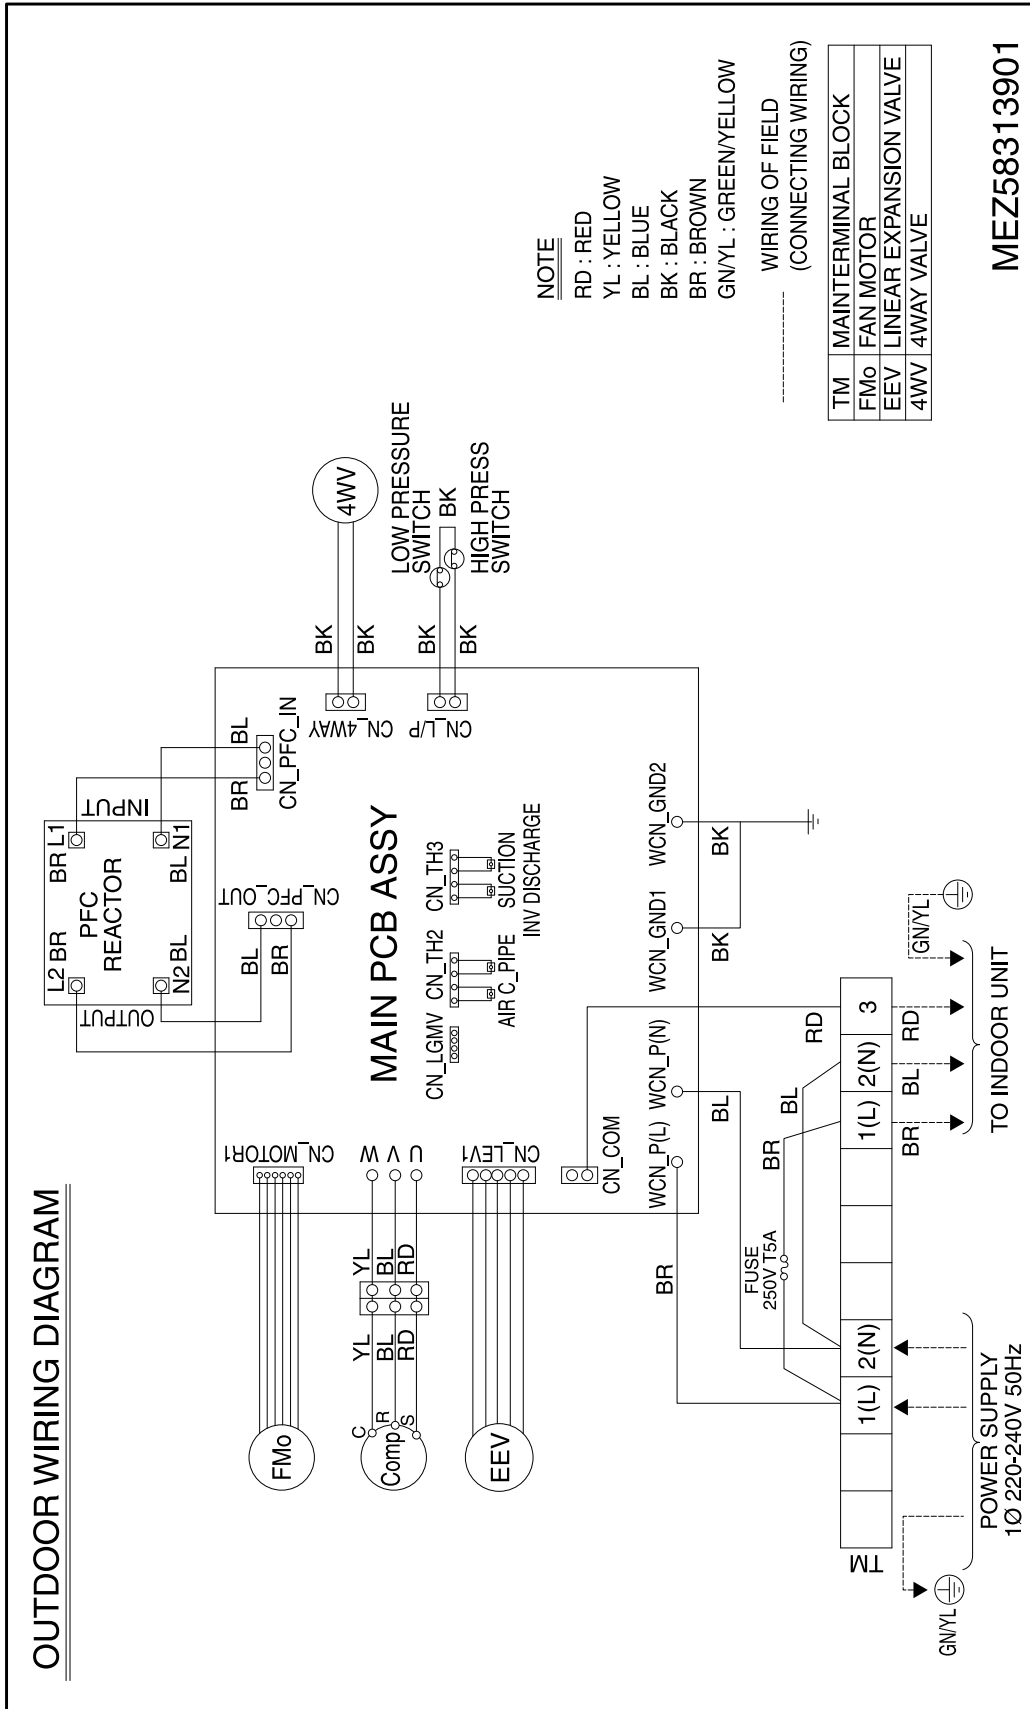 OUTDOOR WIRING DIAGRAM
PFC
REACTOR
L2 BR
BR L1
N2 BL
BL N1
OUTPUT
INPUT
BL
BR
CN_PFC_OUT
BR
BL
CN_PFC_IN
FMo
CN_MOTOR1
Comp
C
R
S
YL
BL
RD
YL
BL
RD
W
V
U
EEV
CN_LEV1
MAIN PCB ASSY
CN_LGMV
CN_TH2
CN_TH3
AIR
C_PIPE
SUCTION
INV DISCHARGE
CN_4WAY
BK
BK
4WV
CN_L/P
BK
BK
LOW PRESSURE
SWITCH
BK
HIGH PRESS
SWITCH
CN_COM
WCN_P(L)
WCN_P(N)
WCN_GND1
WCN_GND2
BR
BL
BK
BK
FUSE
250V T5A
BR
BL
RD
TM
1(L)
2(N)
1(L)
2(N)
3
BR
BL
RD
GN/YL
GN/YL
POWER SUPPLY
1Ø 220-240V 50Hz
TO INDOOR UNIT
NOTE
RD : RED
YL : YELLOW
BL : BLUE
BK : BLACK
BR : BROWN
GN/YL : GREEN/YELLOW
WIRING OF FIELD
(CONNECTING WIRING)
TM MAINTERMINAL BLOCK
FMo FAN MOTOR
EEV LINEAR EXPANSION VALVE
4WV 4WAY VALVE
MEZ58313901